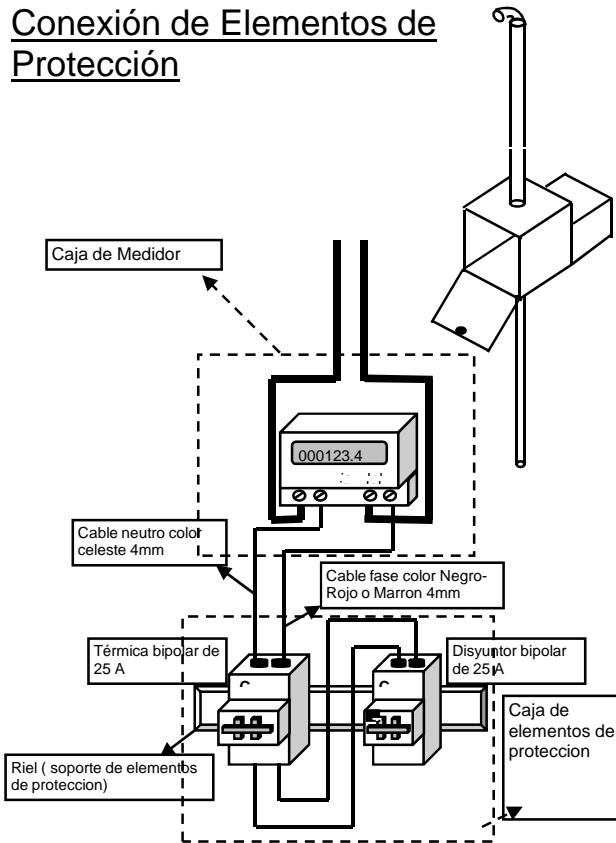 Conexión de Elementos de
Protección
Caja de Medidor
000123.4
Cable neutro color
celeste 4mm
Cable fase color Negro-
Rojo o Marron 4mm
Térmica bipolar de
25 A
Disyuntor bipolar
de 25 A
Caja de
elementos de
proteccion
Riel ( soporte de elementos
de proteccion)